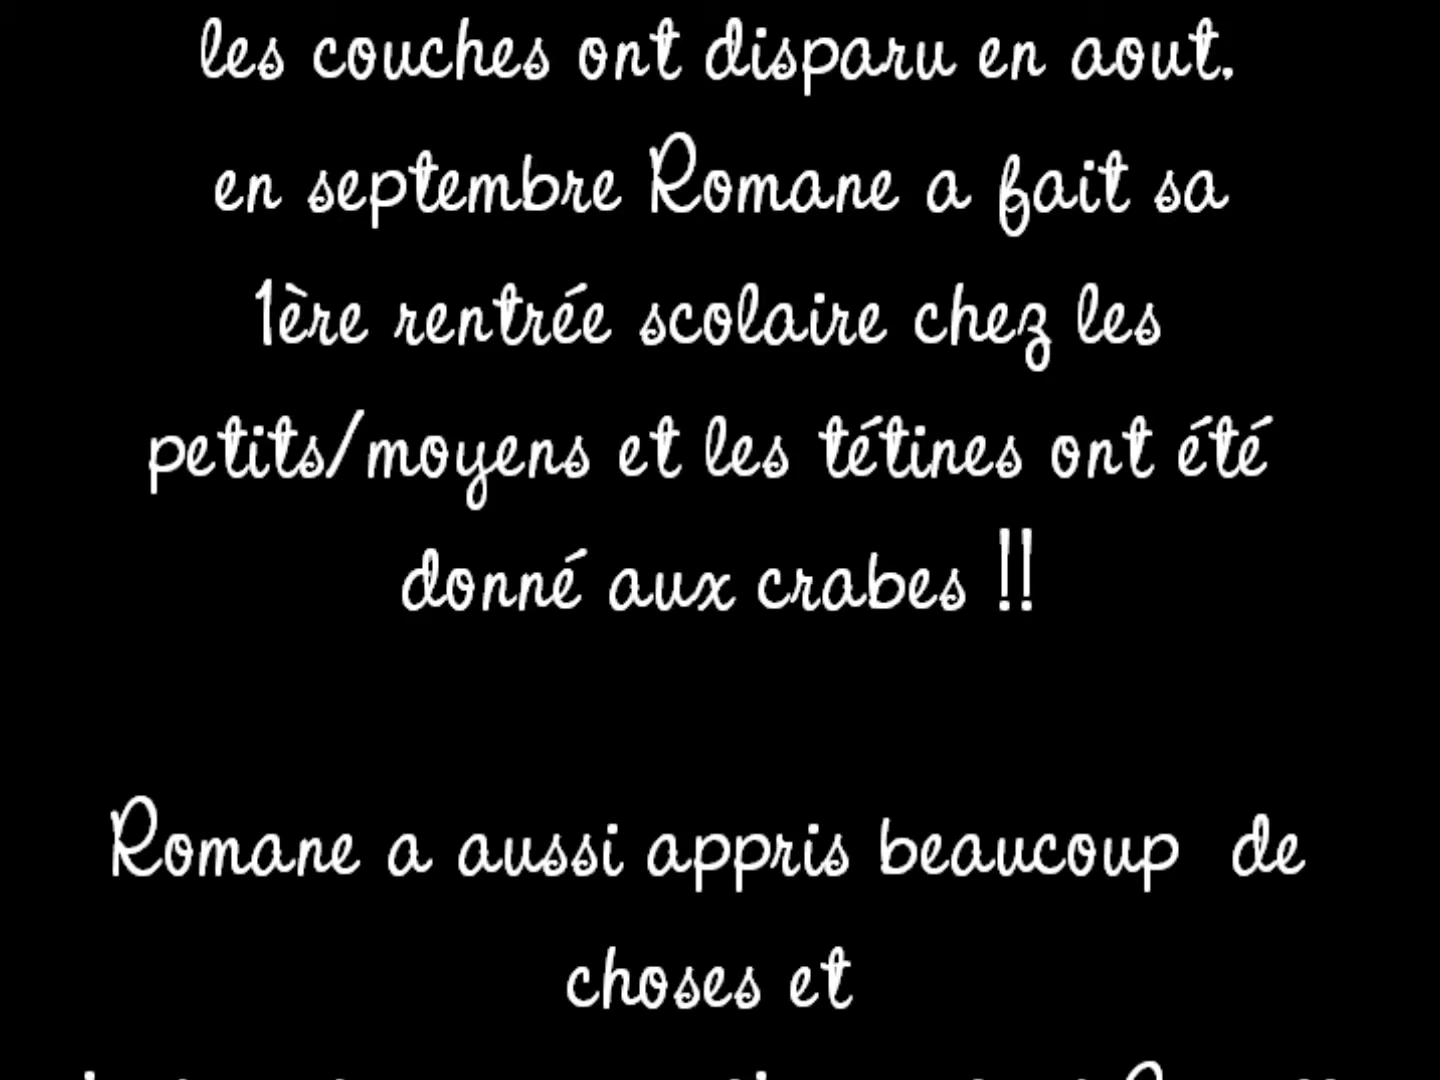 les couches ont disparu en aout.
en septembre Romane a fait sa
1ère rentrée scolaire chez les
petits/moyens et les tétines ont été
donné aux crabes !!
Romane a aussi appris beaucoup de
choses et